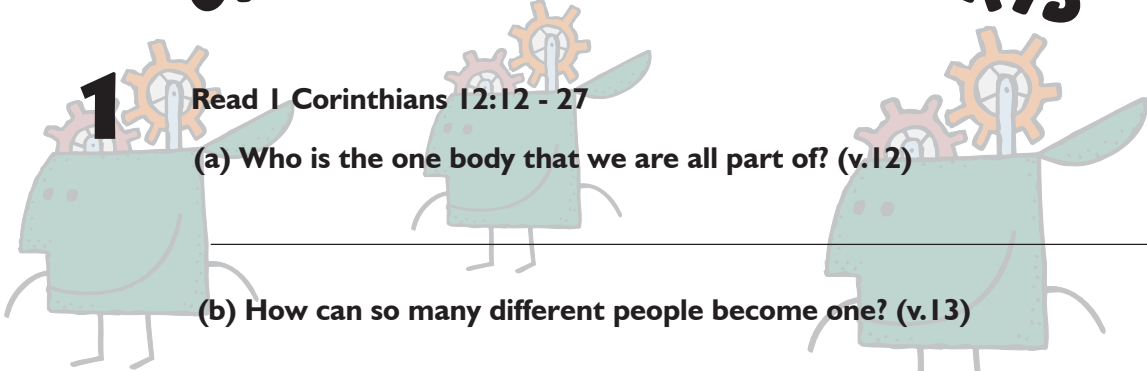 1
Read 1 Corinthians 12:12 - 27
(a) Who is the one body that we are all part of? (v.12)
(b) How can so many different people become one? (v.13)